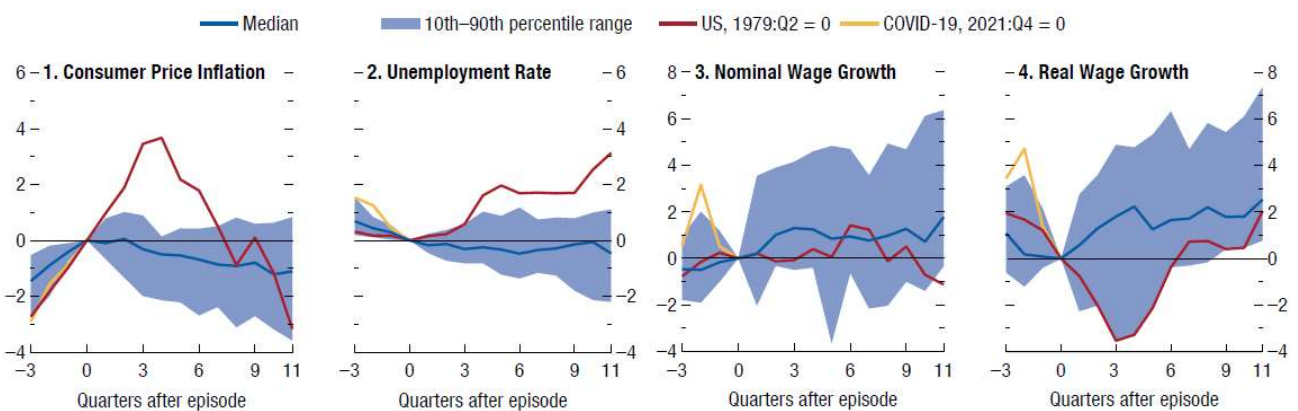 Median 10th–90th percentile range US, 1979:Q2 = 0 COVID-19, 2021:Q4 = 0
1. Consumer Price Inflation
6
4
2
0
−2
−4
−3 0 3 6 9 11
Quarters after episode
2. Unemployment Rate
6
4
2
0
−2
−4
−3 0 3 6 9 11
Quarters after episode
3. Nominal Wage Growth
8
6
4
2
0
−2
−4
−3 0 3 6 9 11
Quarters after episode
4. Real Wage Growth
8
6
4
2
0
−2
−4
−3 0 3 6 9 11
Quarters after episode